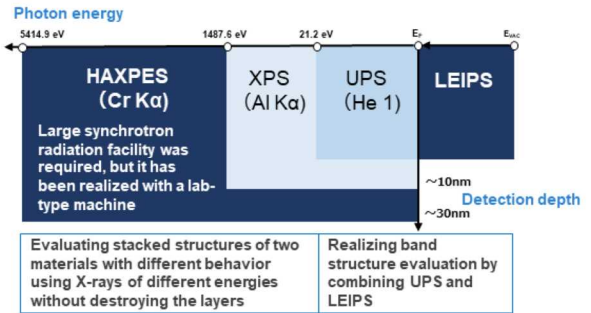 Photon energy
5414.9 eV
1487.6 eV
21.2 eV
EF
EVAC
HAXPES
(Cr Kα)
XPS
(Al Kα)
UPS
(He 1)
LEIPS
Large synchrotron
radiation facility was
required, but it has
been realized with a lab-
type machine
~10nm
Detection depth
~30nm
Evaluating stacked structures of two
materials with different behavior
using X-rays of different energies
without destroying the layers
Realizing band
structure evaluation by
combining UPS and
LEIPS